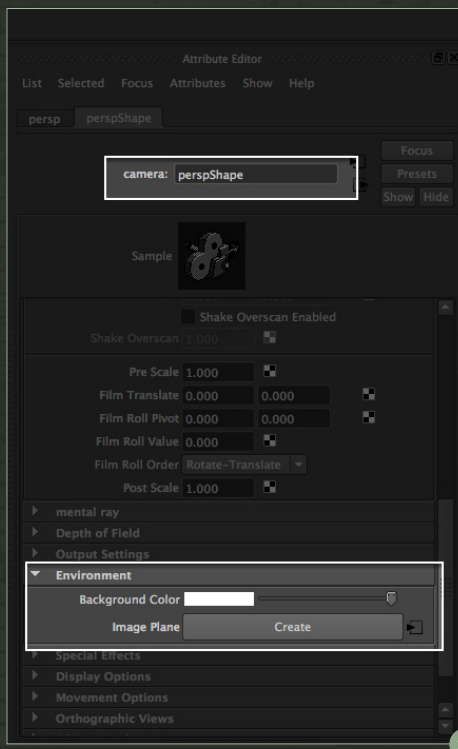 Attribute Editor
List Selected Focus Attributes Show Help
persp perspShape
Focus
camera: perspShape
Presets
Show Hide
Sample
Shake Overscan Enabled
Shake Overscan 1.000
Pre Scale 1.000
Film Translate 0.000 0.000
Film Roll Pivot 0.000 0.000
Film Roll Value 0.000
Film Roll Order Rotate-Translate
Post Scale 1.000
mental ray
Depth of Field
Output Settings
Environment
Background Color
Image Plane Create
Special Effects
Display Options
Movement Options
Orthographic Views